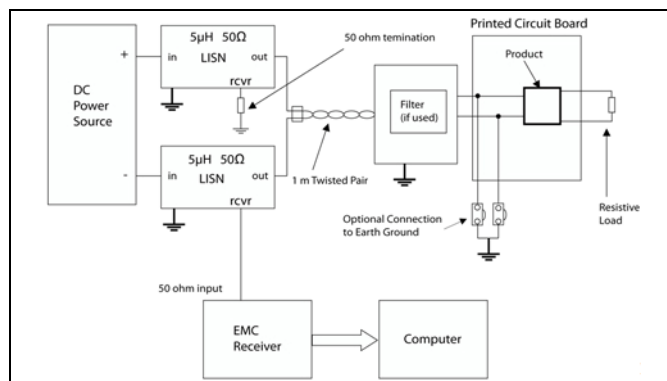 Printed Circuit Board
5µH 50Ω
LISN
in
out
rcvr
50 ohm temination
Product
+
DC
Power
Source
-
Filter
(if used)
5µH 50Ω
LISN
in
out
rcvr
1 m Twisted Pair
Optional Connection
to Earth Ground
Resistive
Load
50 ohm input
EMC
Receiver
Computer